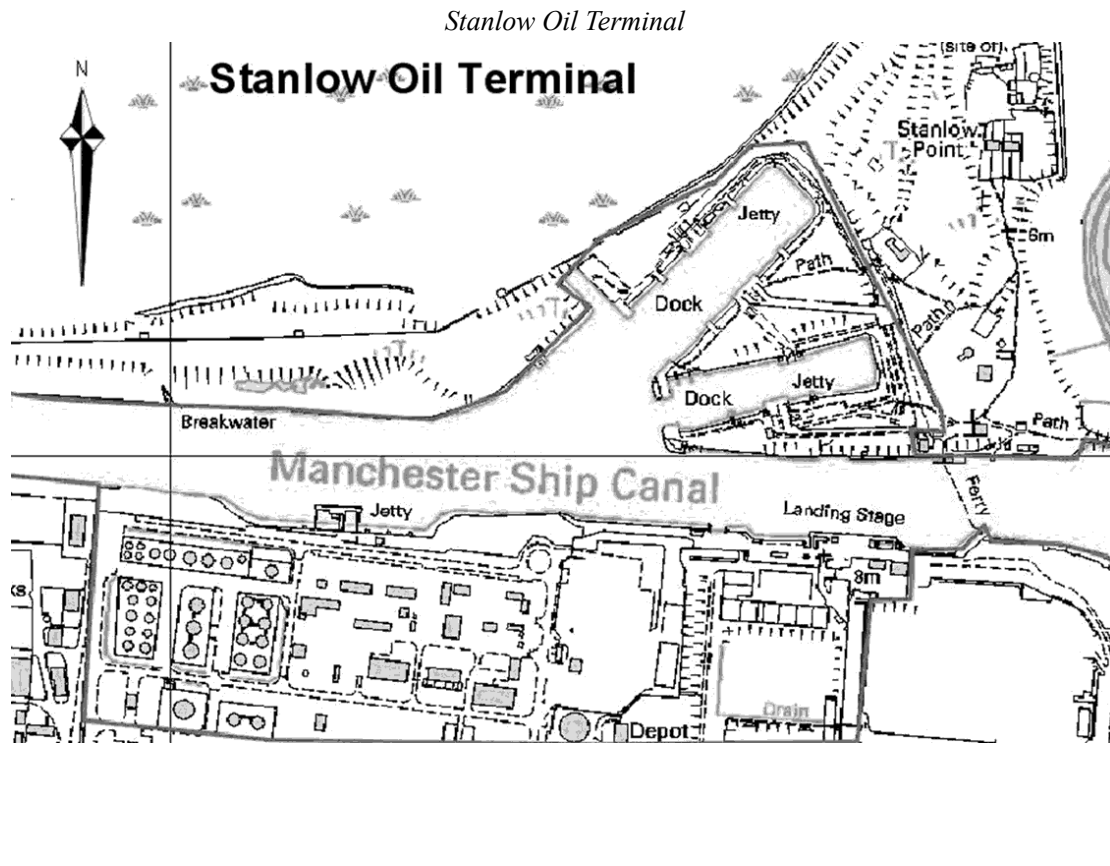 Stanlow Oil Terminal
(site of)
N
Stanlow Oil Terminal
Stanlow
Point
Jetty
6m
Path
Dock
Path
Jetty
Dock
Path
Breakwater
Manchester Ship Canal
Ferry
Jetty
Landing Stage
8m
ks
Drain
Depot